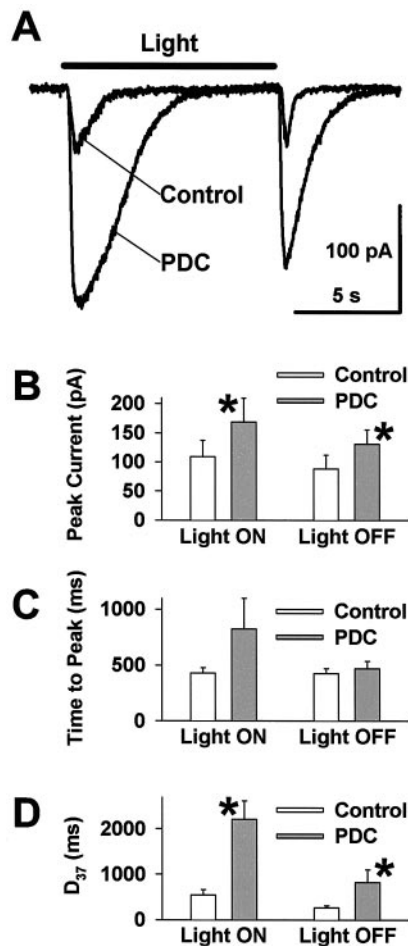 A
Light
Control
PDC
100 pA
5 s
B
Peak Current (pA)
200
150
100
50
0
Control
PDC
*
*
Light ON
Light OFF
C
Time to Peak (ms)
1000
500
0
Control
PDC
Light ON
Light OFF
D
D37 (ms)
2000
1000
0
Control
PDC
*
*
Light ON
Light OFF